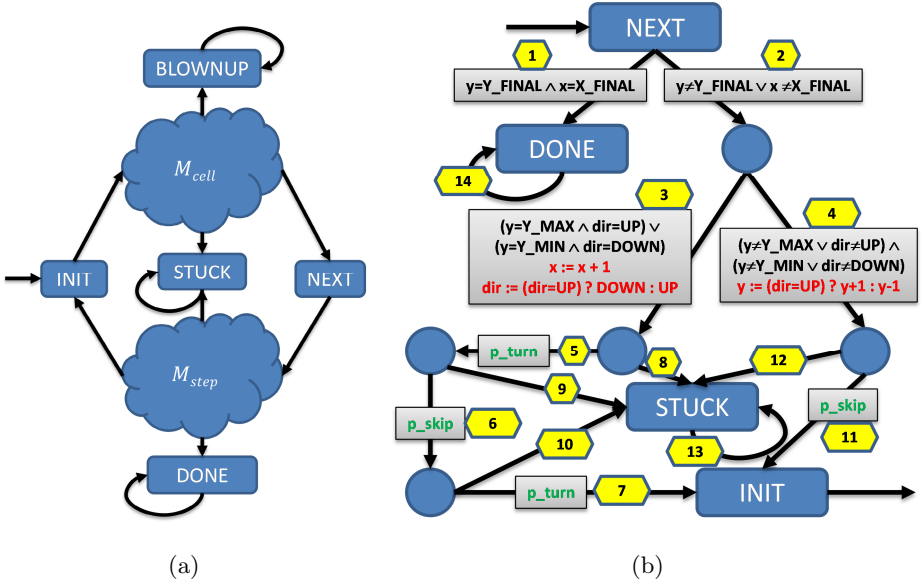 BLOWNUP
M_cell
INIT
STUCK
NEXT
M_step
DONE
(a)
NEXT
1
2
y=Y_FINAL ∧ x=X_FINAL
y≠Y_FINAL ∨ x ≠X_FINAL
DONE
14
3
4
(y=Y_MAX ∧ dir=UP) ∨
(y=Y_MIN ∧ dir=DOWN)
x := x + 1
dir := (dir=UP) ? DOWN : UP
(y≠Y_MAX ∨ dir≠UP) ∧
(y≠Y_MIN ∨ dir≠DOWN)
y := (dir=UP) ? y+1 : y-1
p_turn
5
8
12
9
STUCK
p_skip
6
p_skip
11
10
13
p_turn
7
INIT
(b)